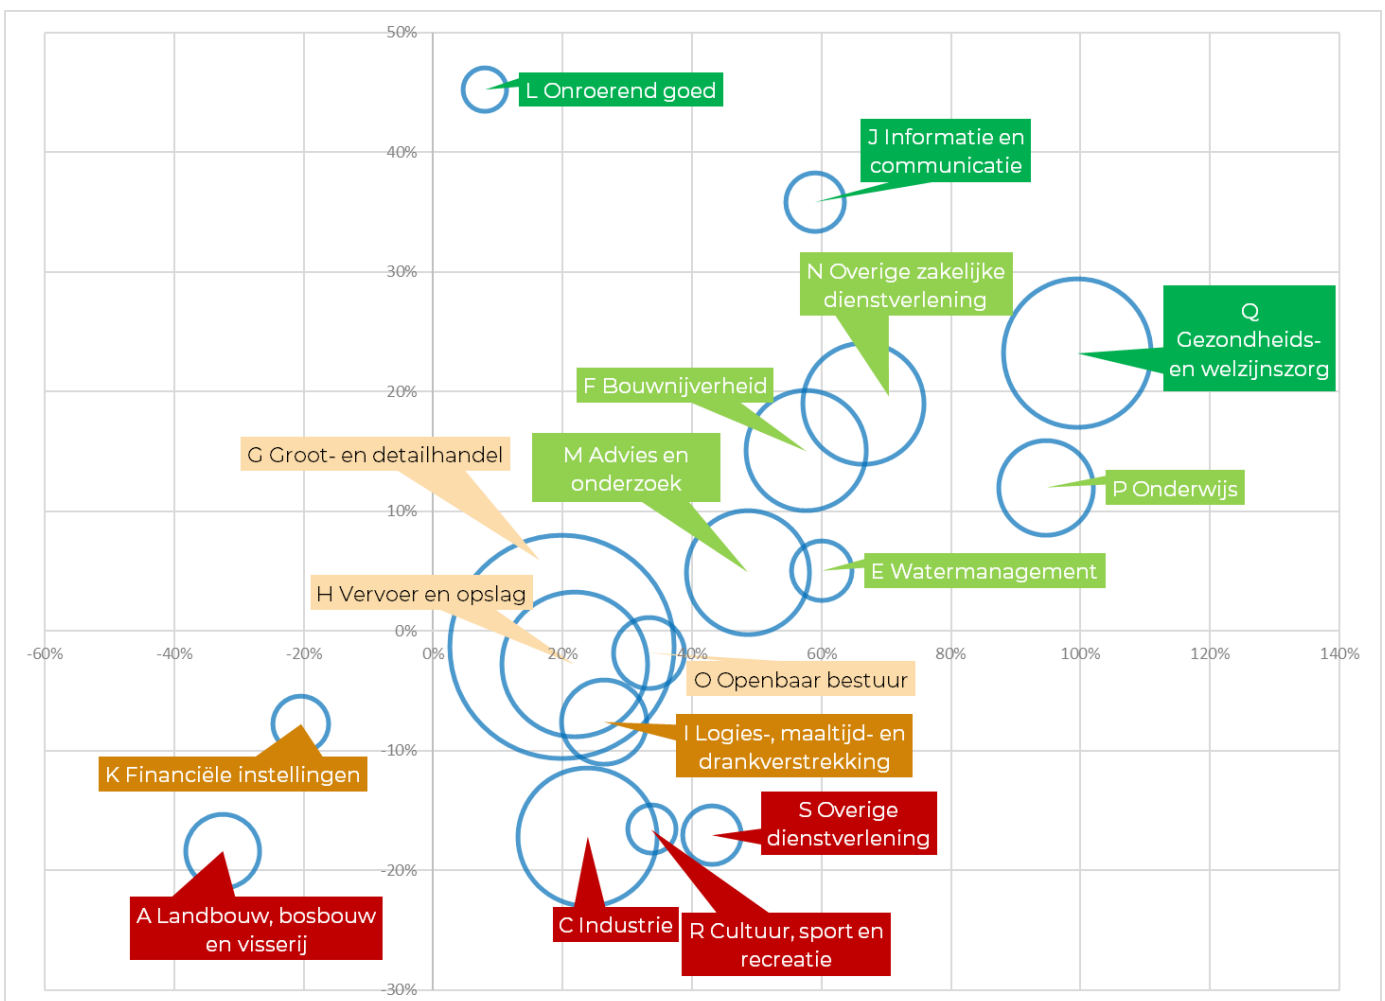 50%
L Onroerend goed
J Informatie en
communicatie
40%
30%
N Overige zakelijke
dienstverlening
Q
Gezondheids-
en welzijnszorg
F Bouwnijverheid
20%
G Groot- en detailhandel
M Advies en
onderzoek
P Onderwijs
10%
E Watermanagement
H Vervoer en opslag
0%
-60%
-40%
-20%
0%
20%
40%
60%
80%
100%
120%
140%
O Openbaar bestuur
I Logies-, maaltijd- en
drankverstrekking
-10%
K Financiële instellingen
S Overige
dienstverlening
-20%
A Landbouw, bosbouw
en visserij
C Industrie
R Cultuur, sport en
recreatie
-30%